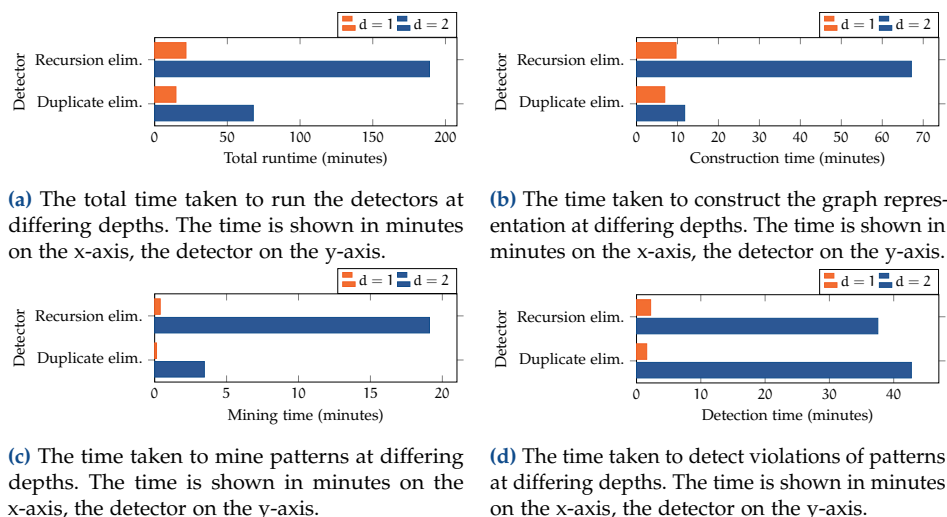 d = 1 d = 2
Detector
Recursion elim.
Duplicate elim.
0 50 100 150 200
Total runtime (minutes)
(a) The total time taken to run the detectors at
differing depths. The time is shown in minutes
on the x-axis, the detector on the y-axis.
d = 1 d = 2
Detector
Recursion elim.
Duplicate elim.
0 10 20 30 40 50 60 70
Construction time (minutes)
(b) The time taken to construct the graph repres-
entation at differing depths. The time is shown in
minutes on the x-axis, the detector on the y-axis.
d = 1 d = 2
Detector
Recursion elim.
Duplicate elim.
0 5 10 15 20
Mining time (minutes)
(c) The time taken to mine patterns at differing
depths. The time is shown in minutes on the
x-axis, the detector on the y-axis.
d = 1 d = 2
Detector
Recursion elim.
Duplicate elim.
0 10 20 30 40
Detection time (minutes)
(d) The time taken to detect violations of patterns
at differing depths. The time is shown in minutes
on the x-axis, the detector on the y-axis.